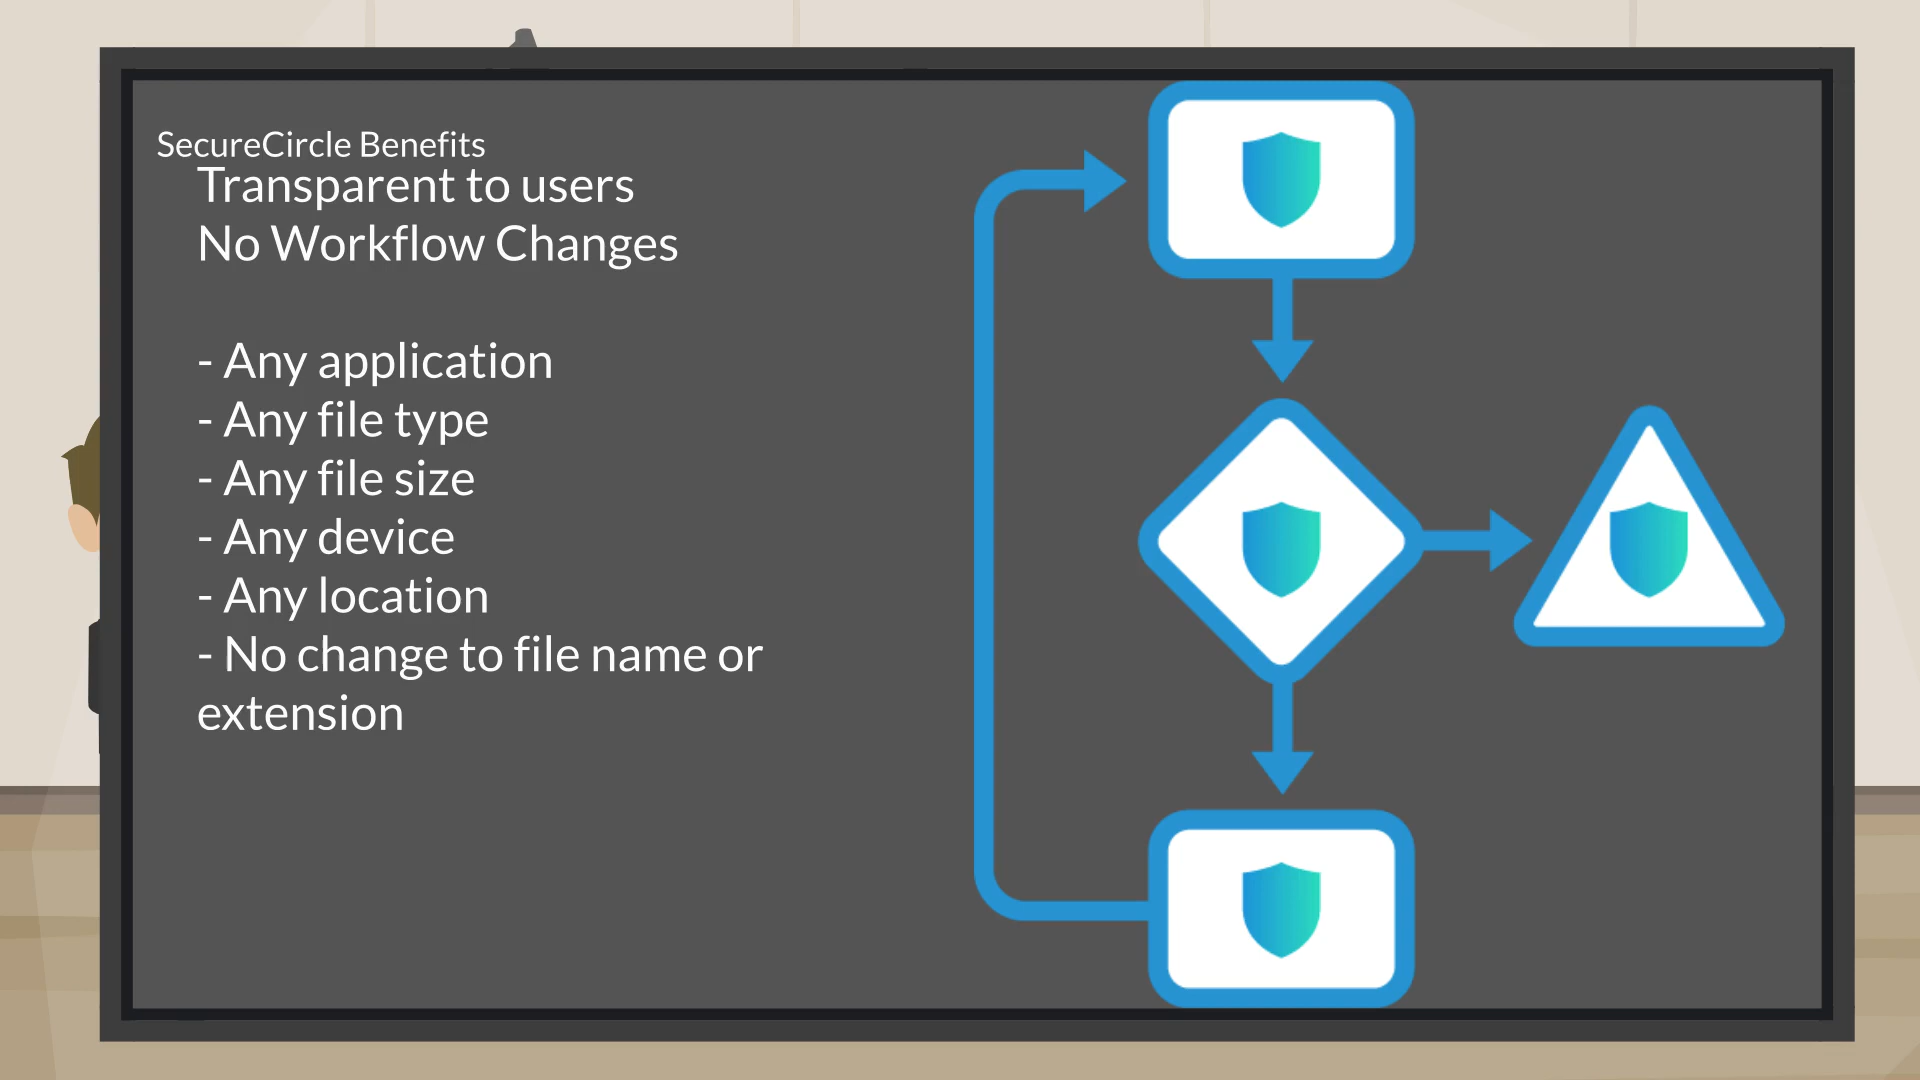 SecureCircle Benefits
Transparent to users
No Workflow Changes
- Any application
- Any file type
- Any file size
- Any device
- Any location
- No change to file name or
extension